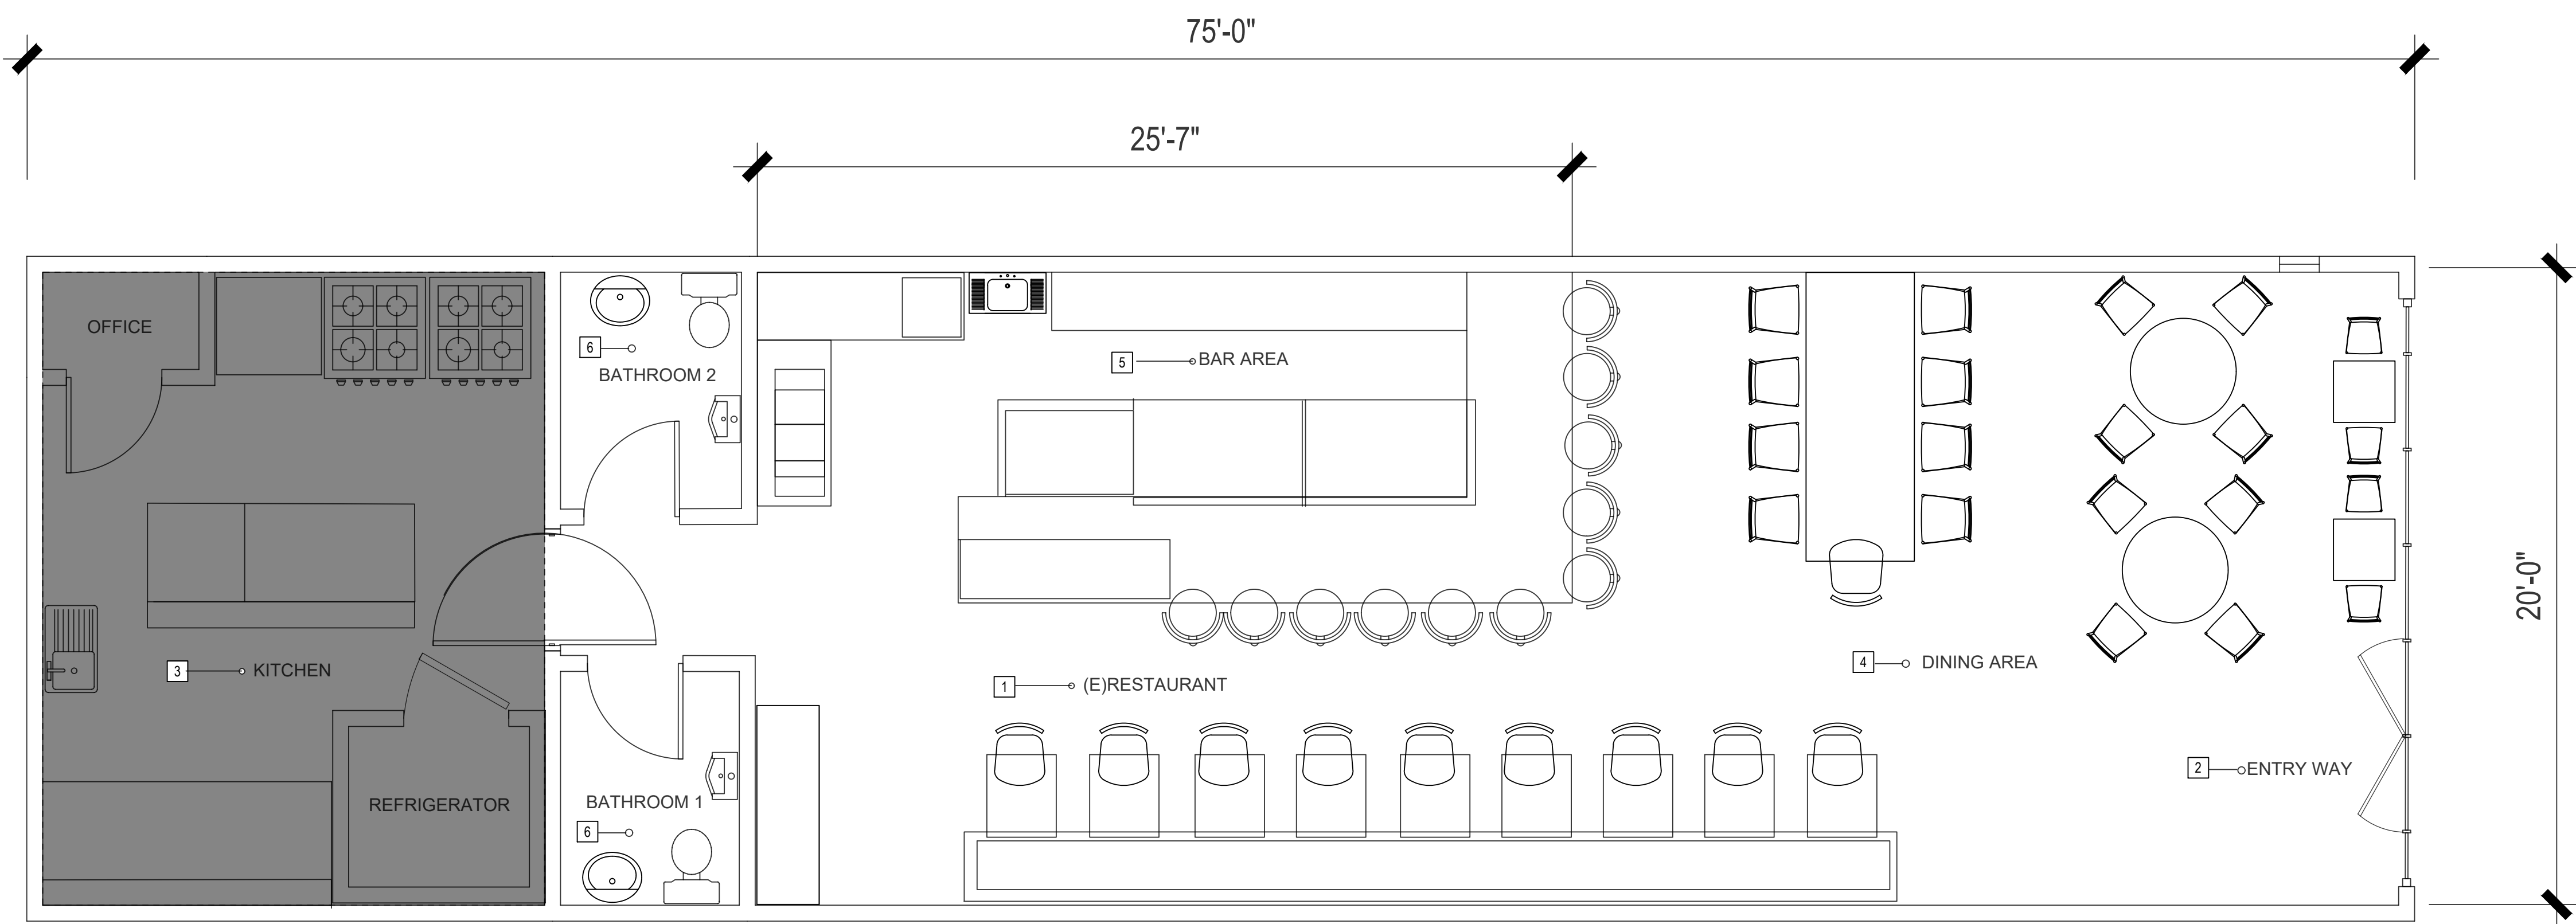 75'-0"
25'-7"
OFFICE
6
BATHROOM 2
5 BAR AREA
20'-0"
3 KITCHEN
4 DINING AREA
1 (E)RESTAURANT
2 ENTRY WAY
REFRIGERATOR
BATHROOM 1
6